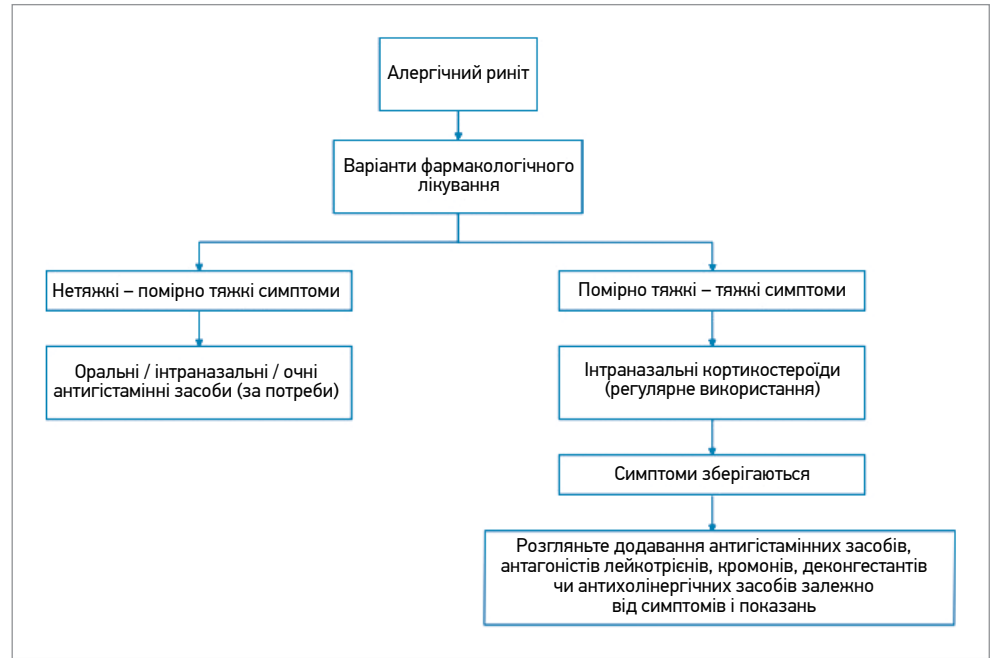 Алергічний риніт
Варіанти фармакологічного
лікування
Нетяжкі – помірно тяжкі симптоми
Помірно тяжкі – тяжкі симптоми
Оральні / інтраназальні / очні
антигістамінні засоби (за потреби)
Інтраназальні кортикостероїди
(регулярне використання)
Симптоми зберігаються
Розгляньте додавання антигістамінних засобів,
антагоністів лейкотрієнів, кромонів, деконгестантів
чи антихолінергічних засобів залежно
від симптомів і показань